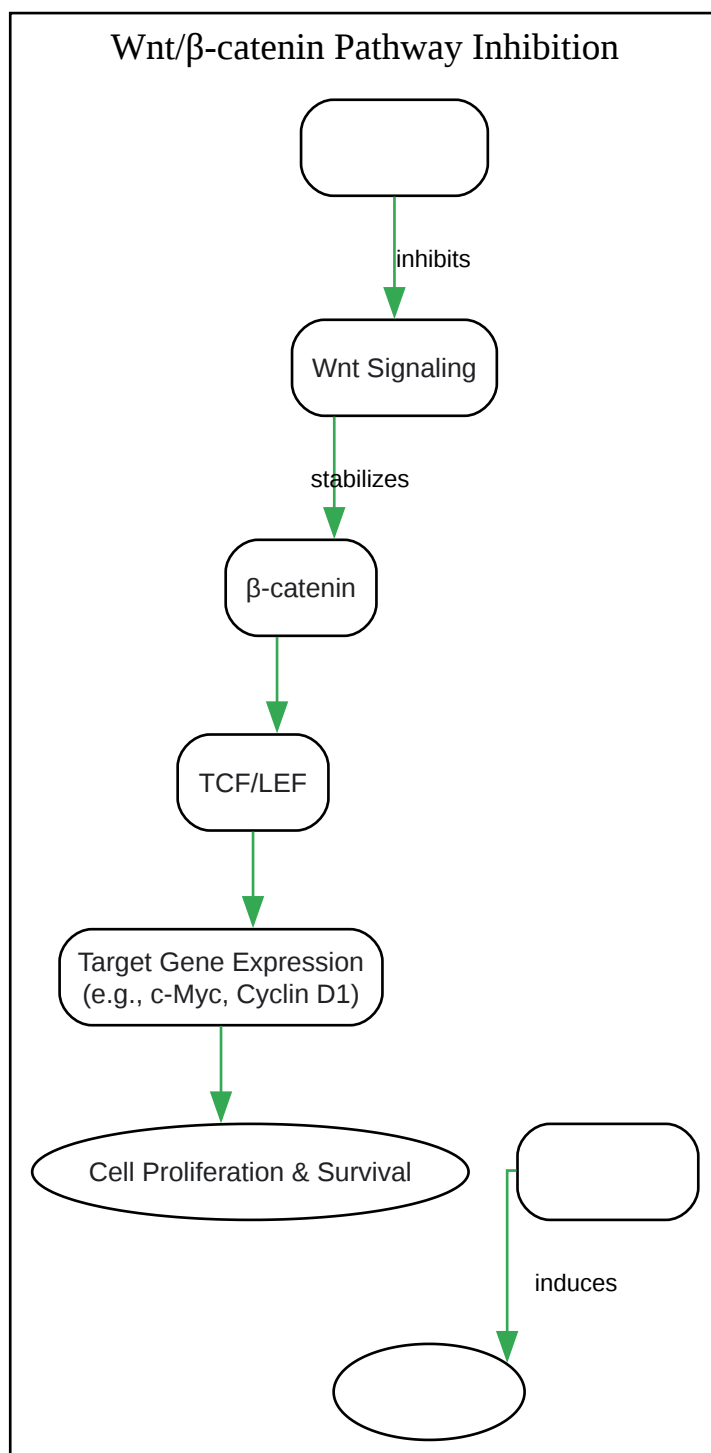 Wnt/β-catenin Pathway Inhibition
inhibits
Wnt Signaling
stabilizes
β-catenin
TCF/LEF
Target Gene Expression
(e.g., c-Myc, Cyclin D1)
Cell Proliferation & Survival
induces